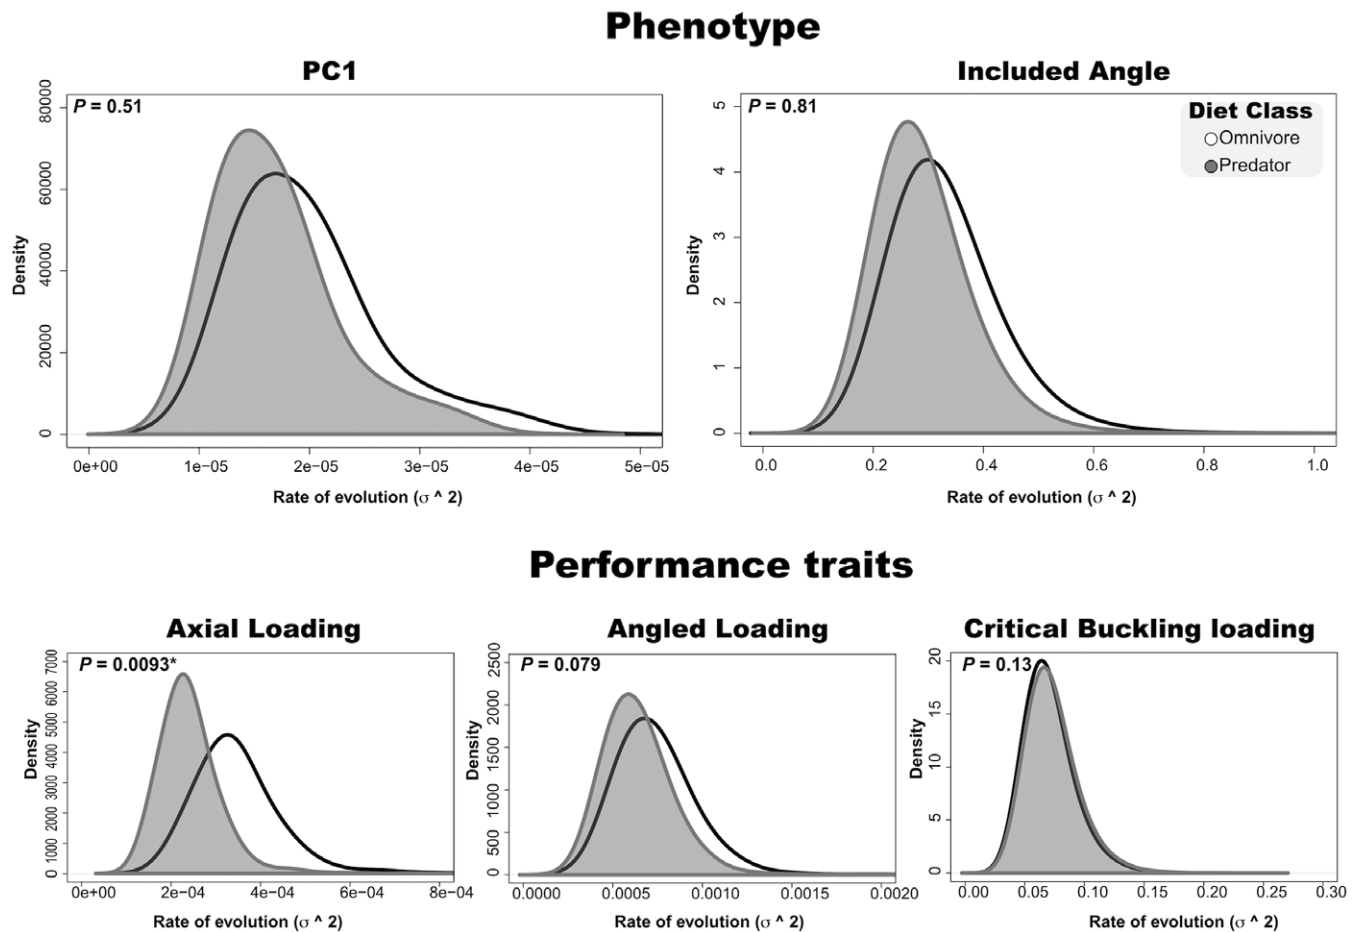 Phenotype
PC1
P = 0.51
Density
0
20000
40000
60000
80000
0e+00 1e−05 2e−05 3e−05 4e−05 5e−05
Rate of evolution (σ ^ 2)
Included Angle
P = 0.81
Diet Class
Omnivore
Predator
Density
0
1
2
3
4
5
0.0 0.2 0.4 0.6 0.8 1.0
Rate of evolution (σ ^ 2)
Performance traits
Axial Loading
P = 0.0093*
Density
0
1000
2000
3000
4000
5000
6000
7000
0e+00 2e−04 4e−04 6e−04 8e−04
Rate of evolution (σ ^ 2)
Angled Loading
P = 0.079
Density
0
500
1000
1500
2000
2500
0.0000 0.0005 0.0010 0.0015 0.0020
Rate of evolution (σ ^ 2)
Critical Buckling loading
P = 0.13
Density
0
5
10
15
20
0.00 0.05 0.10 0.15 0.20 0.25 0.30
Rate of evolution (σ ^ 2)